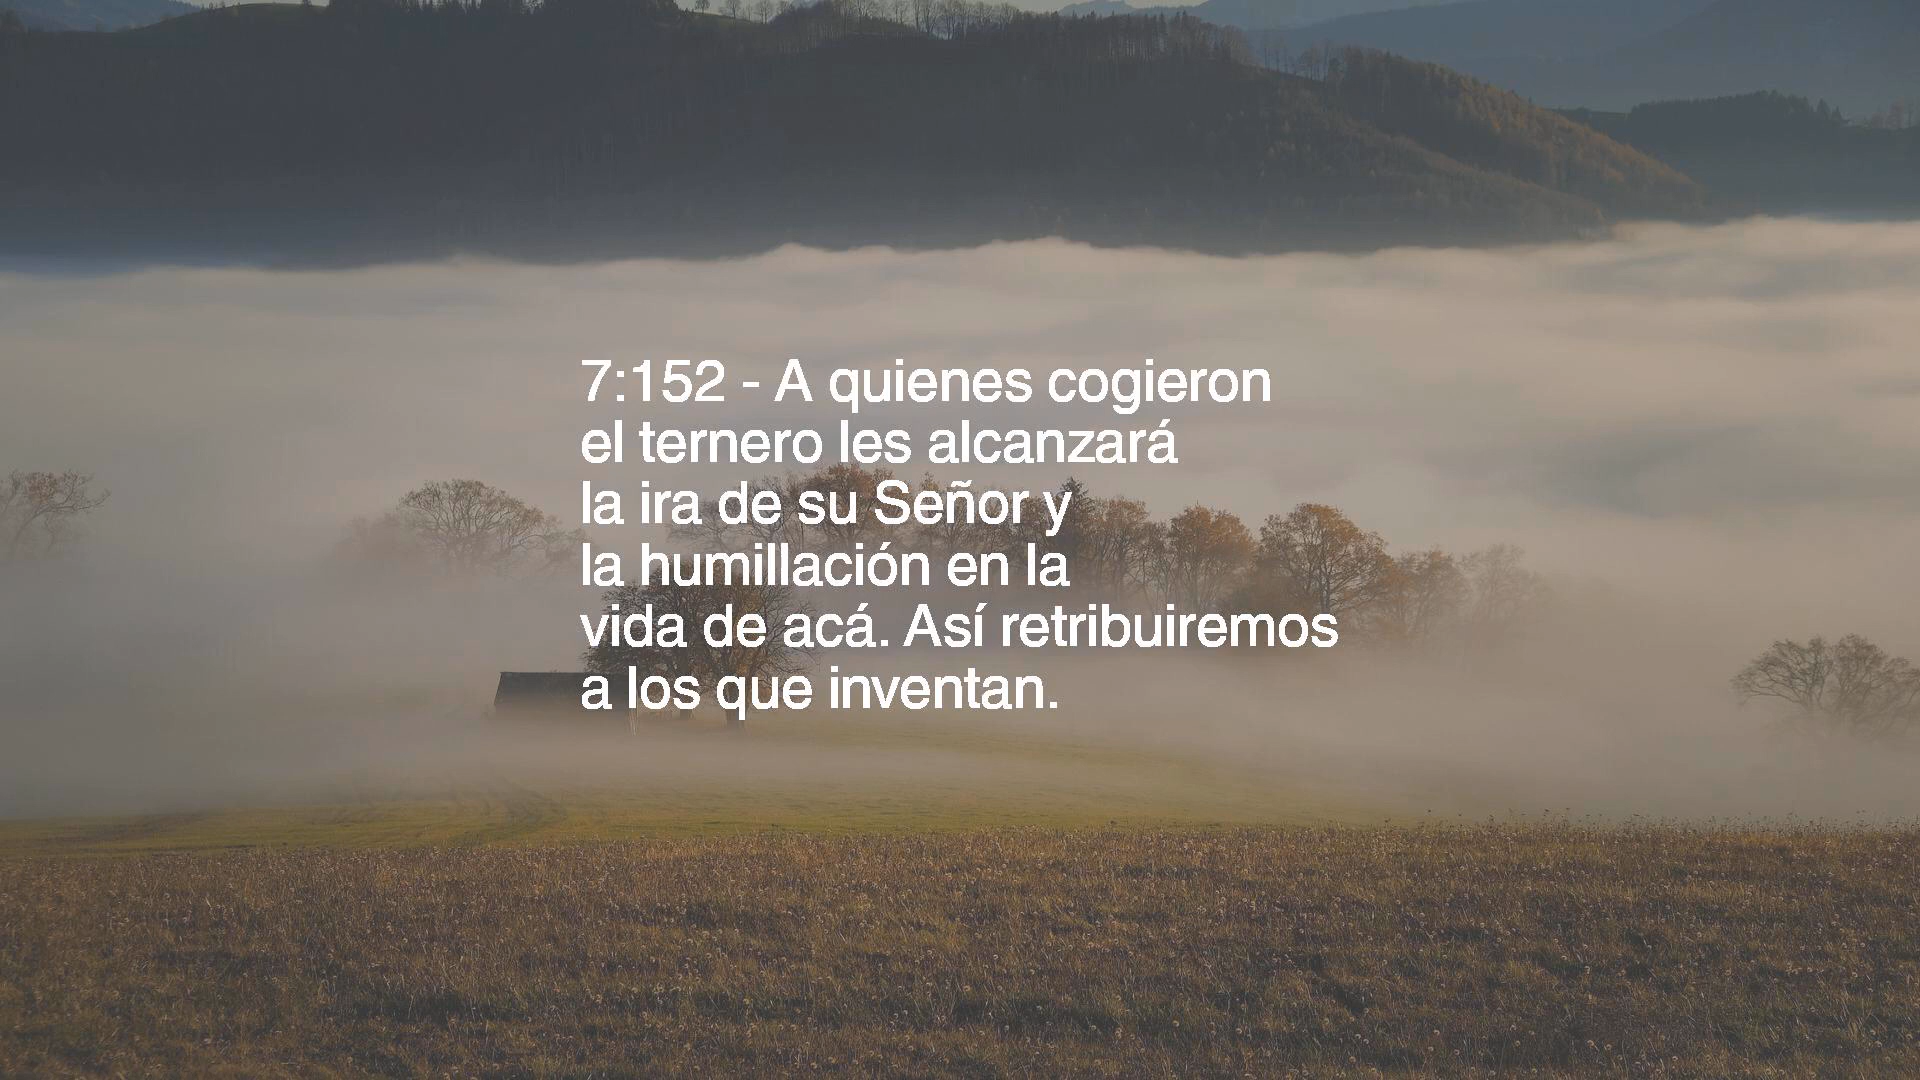 7:152 - A quienes cogieron
el ternero les alcanzará
la ira de su Señor y
la humillación en la
vida de acá. Así retribuiremos
a los que inventan.